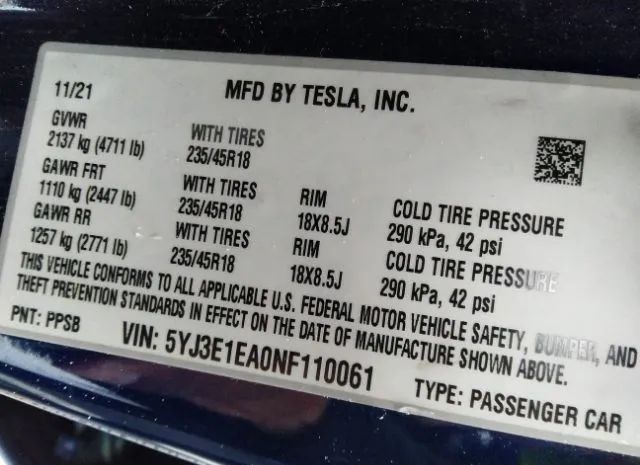 11/21 MFD BY TESLA, INC.
GVWR
2137 kg (4711 lb) WITH TIRES
235/45R18
GAWR FRT
1110 kg (2447 lb) WITH TIRES RIM COLD TIRE PRESSURE
235/45R18 18X8.5J 290 kPa, 42 psi
GAWR RR
1257 kg (2771 lb) WITH TIRES RIM COLD TIRE PRESSURE
235/45R18 18X8.5J 290 kPa, 42 psi
THIS VEHICLE CONFORMS TO ALL APPLICABLE U.S. FEDERAL MOTOR VEHICLE SAFETY, BUMPER, AND
THEFT PREVENTION STANDARDS IN EFFECT ON THE DATE OF MANUFACTURE SHOWN ABOVE.
PNT: PPSB VIN: 5YJ3E1EA0NF110061 TYPE: PASSENGER CAR